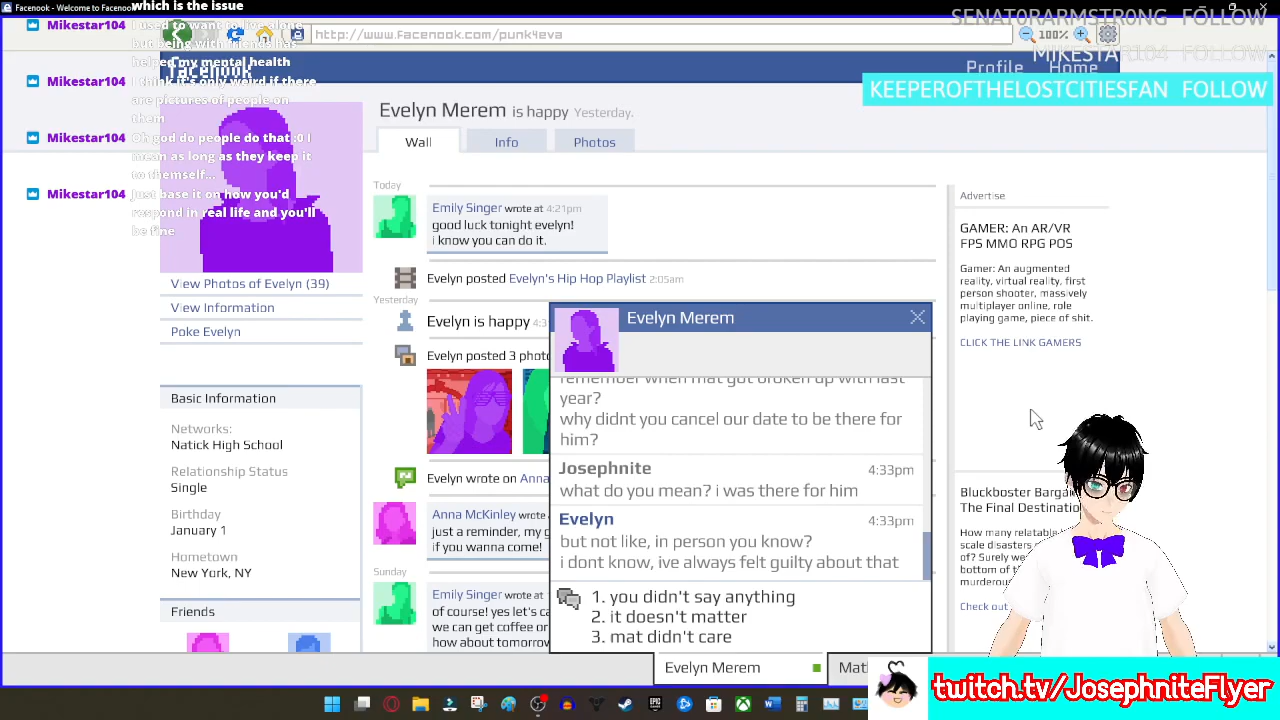 Facenook - Welcome to Facenook
which is the issue
Mikestar104 I used to want to live alone
but being with friends has
helped my mental health
Mikestar104 I think it's only weird if there
are pictures of people on
them
Mikestar104 Oh god do people do that :0 I
mean as long as they keep it
to themself...
Mikestar104 Just base it on how you'd
respond in real life and you'll
be fine
http://www.facenook.com/punk4eva
100%
SENAT0RARMSTR0NG FOLLOW
MIKESTAR104 FOLLOW
KEEPEROFTHELOSTCITIESFAN FOLLOW
facenook
Profile Home
Evelyn Merem is happy Yesterday.
Wall Info Photos
View Photos of Evelyn (39)
View Information
Poke Evelyn
Basic Information
Networks:
Natick High School
Relationship Status
Single
Birthday
January 1
Hometown
New York, NY
Friends
Today
Emily Singer wrote at 4:21pm
good luck tonight evelyn!
i know you can do it.
Evelyn posted Evelyn's Hip Hop Playlist 2:05am
Yesterday
Evelyn is happy
Evelyn posted 3
Evelyn wrote on Anna
Anna McKinley wrote
just a reminder, my
if you wanna come!
Sunday
Emily Singer wrote
of course! yes let's
we can get coffee or
how about tomorrow
Evelyn Merem
remember when mat got broken up with last
year?
why didnt you cancel our date to be there for
him?
Josephnite 4:33pm
what do you mean? i was there for him
Evelyn 4:33pm
but not like, in person you know?
i dont know, ive always felt guilty about that
1. you didn't say anything
2. it doesn't matter
3. mat didn't care
Evelyn Merem
Advertise
GAMER: An AR/VR
FPS MMO RPG POS
Gamer: An augmented
reality, virtual reality, first
person shooter, massively
multiplayer online, role
playing game, piece of shit.
CLICK THE LINK GAMERS
Bluckboster
The Final
How many relatable
scale disasters
of? Surely
bottom of
murderous
Check out
twitch.tv/JosephniteFlyer